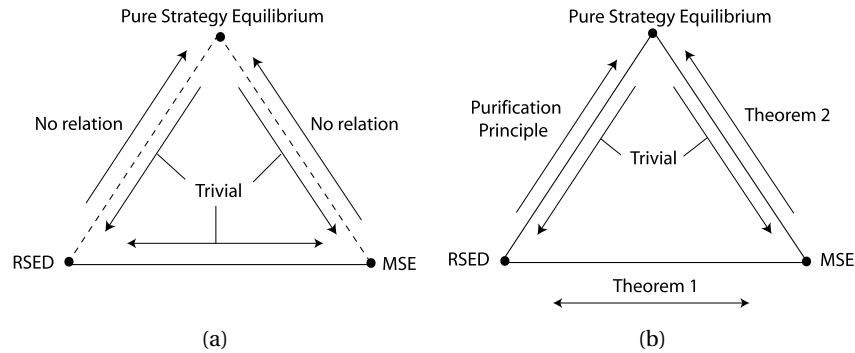 Pure Strategy Equilibrium
No relation
No relation
Trivial
RSED
MSE
(a)
Pure Strategy Equilibrium
Purification
Principle
Theorem 2
Trivial
RSED
MSE
Theorem 1
(b)